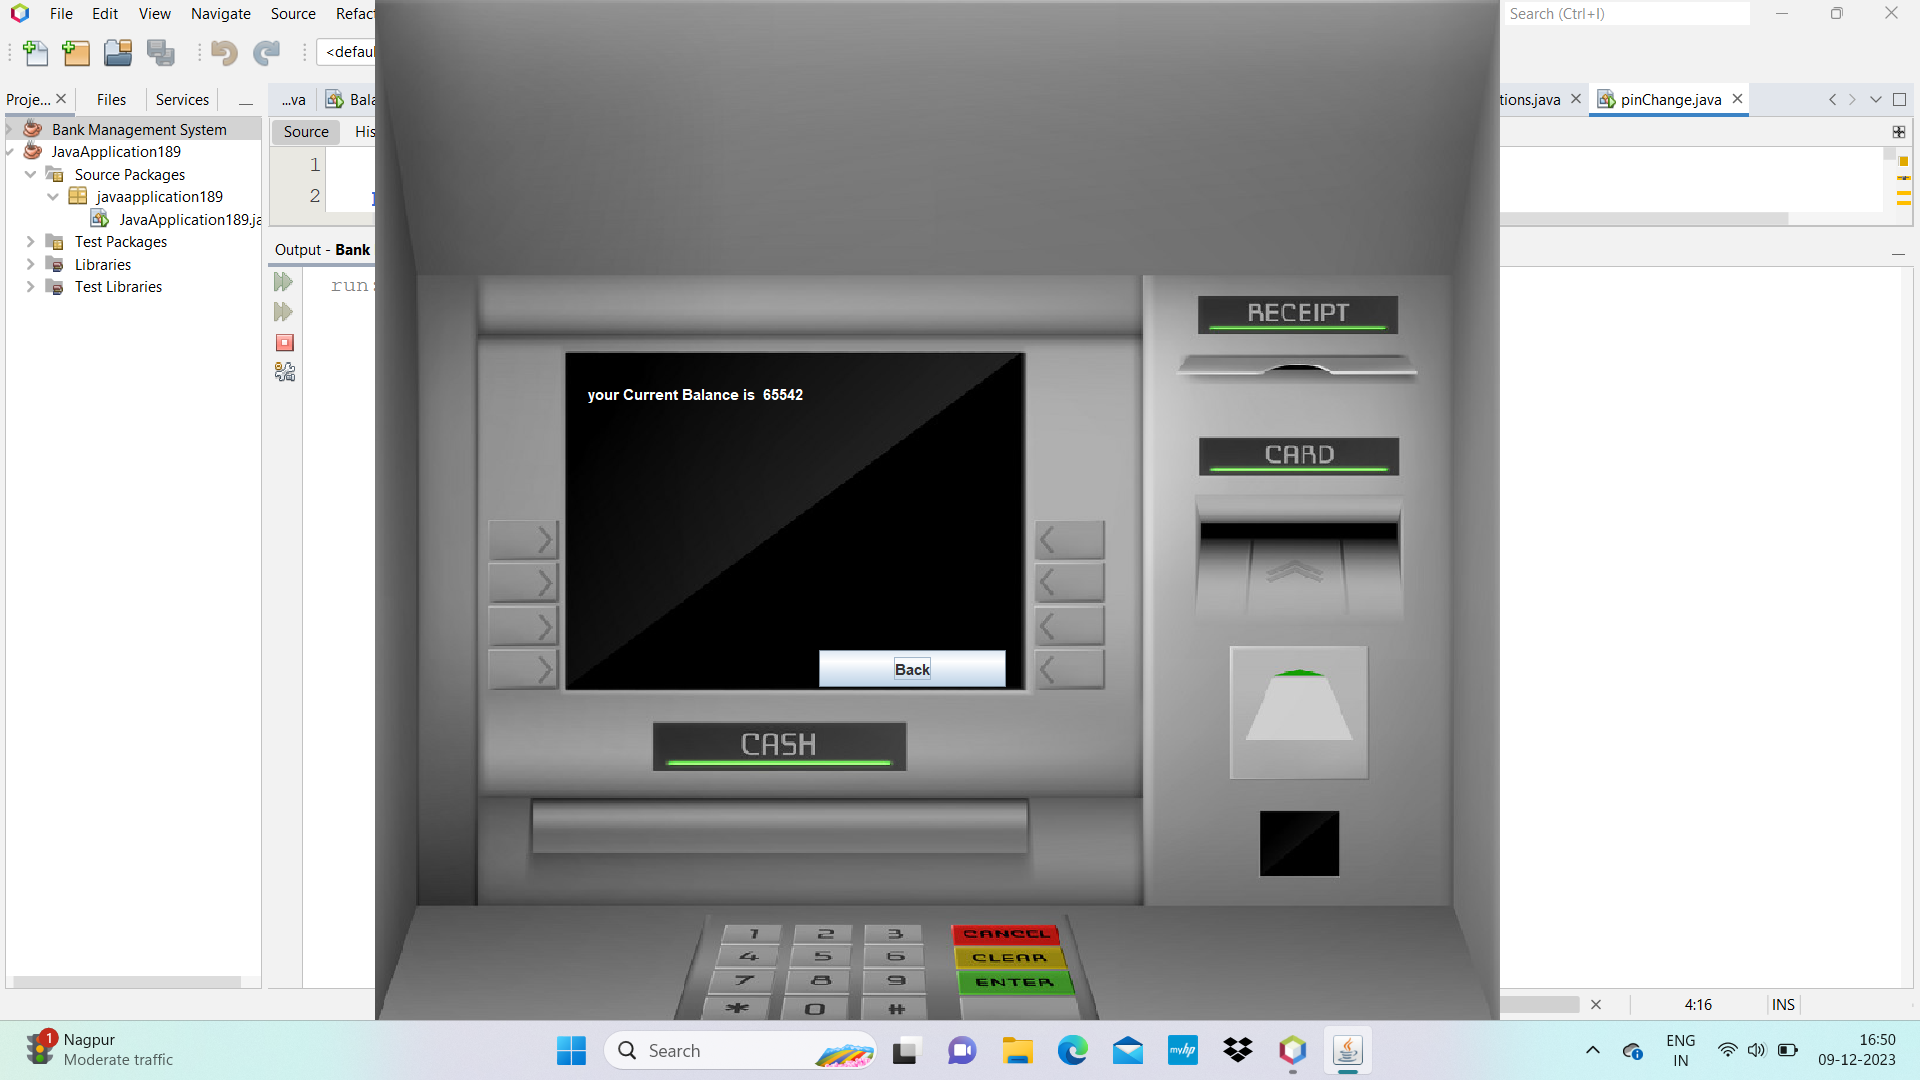 File Edit View Navigate Source Refact
Search (Ctrl+I)
<defaul
Proje... Files Services
...va Bala
tions.java pinChange.java
Source His
Bank Management System
JavaApplication189
Source Packages
javaapplication189
JavaApplication189.ja
Test Packages
Libraries
Test Libraries
1
2
Output - Bank
run:
RECEIPT
your Current Balance is 65542
CARD
Back
CASH
1 2 3 CANCEL
4 5 6 CLEAR
7 8 9 ENTER
* 0 #
4:16 INS
1
Nagpur
Moderate traffic
Search
myhp
ENG
IN
16:50
09-12-2023